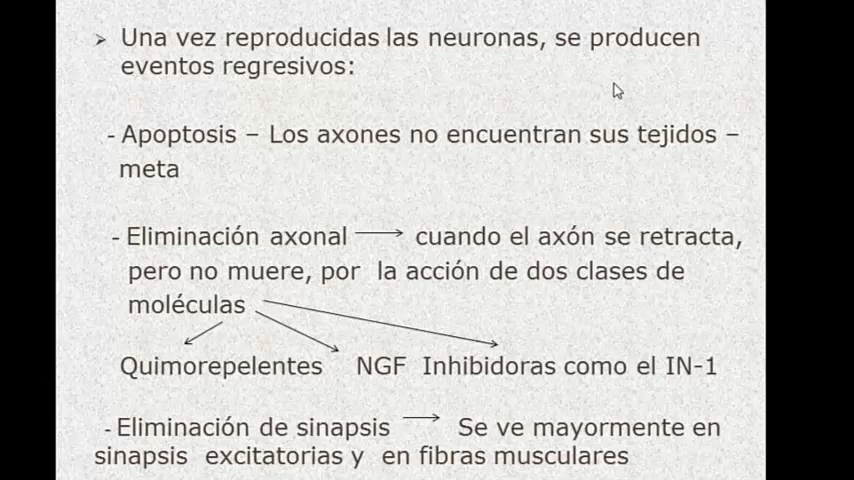 Una vez reproducidas las neuronas, se producen
eventos regresivos:
- Apoptosis – Los axones no encuentran sus tejidos –
meta
- Eliminación axonal cuando el axón se retracta,
pero no muere, por la acción de dos clases de
moléculas
Quimorepelentes NGF Inhibidoras como el IN-1
- Eliminación de sinapsis Se ve mayormente en
sinapsis excitatorias y en fibras musculares